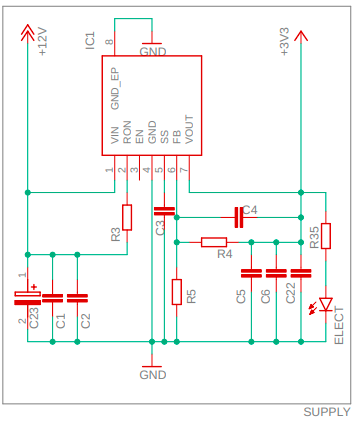 +12V
IC1
8
GND
+3V3
GND_EP
VIN
RON
EN
GND
SS
FB
VOUT
1
2
3
4
5
6
7
R3
C3
C4
R35
R4
1
+
2
C23
C1
C2
R5
C5
C6
C22
ELECT
GND
SUPPLY